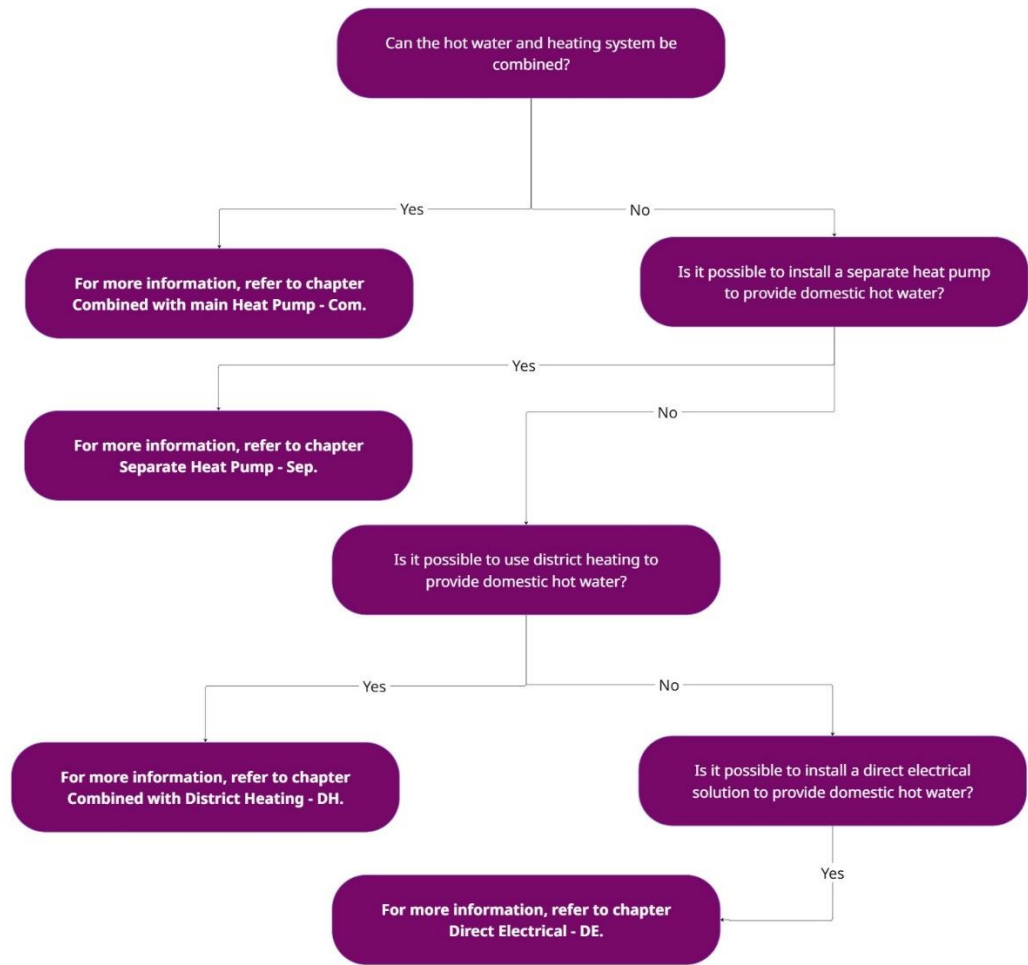 Can the hot water and heating system be
combined?
Yes
No
For more information, refer to chapter
Combined with main Heat Pump - Com.
Is it possible to install a separate heat pump
to provide domestic hot water?
Yes
No
For more information, refer to chapter
Separate Heat Pump - Sep.
Is it possible to use district heating to
provide domestic hot water?
Yes
No
For more information, refer to chapter
Combined with District Heating - DH.
Is it possible to install a direct electrical
solution to provide domestic hot water?
Yes
For more information, refer to chapter
Direct Electrical - DE.